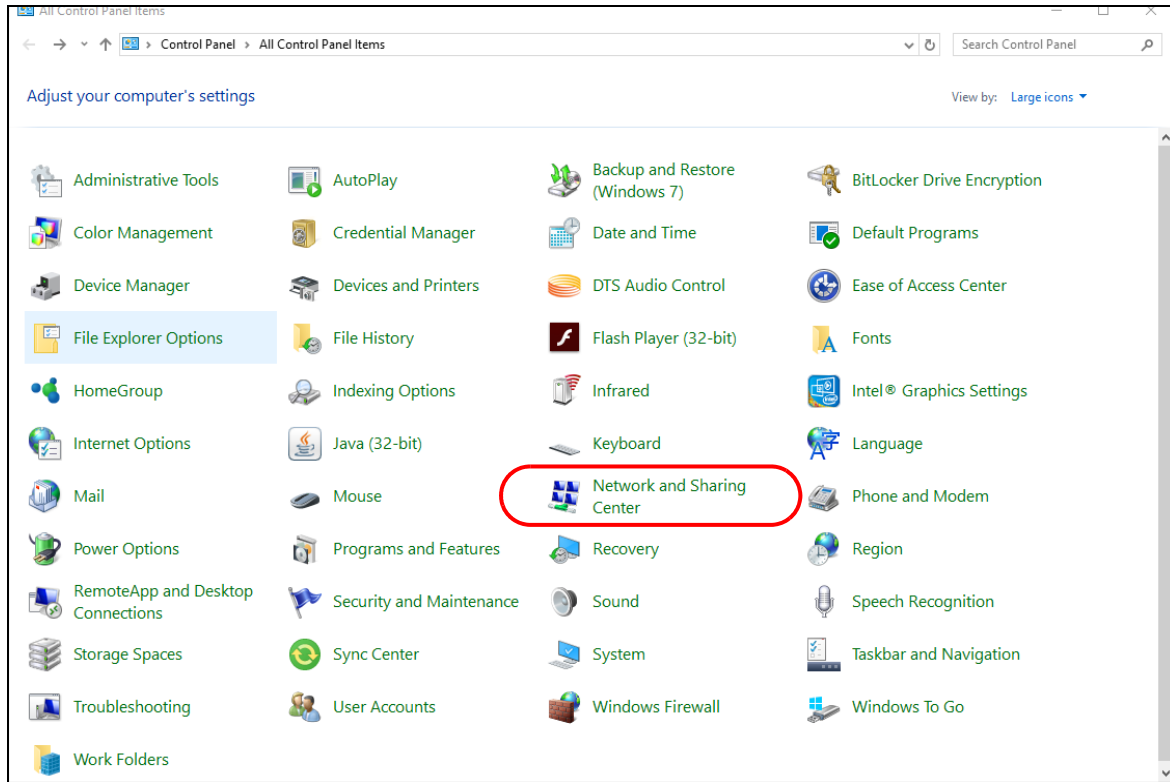 All Control Panel Items
Control Panel > All Control Panel Items
Search Control Panel
Adjust your computer's settings
View by: Large icons
Administrative Tools
AutoPlay
Backup and Restore
(Windows 7)
BitLocker Drive Encryption
Color Management
Credential Manager
Date and Time
Default Programs
Device Manager
Devices and Printers
DTS Audio Control
Ease of Access Center
File Explorer Options
File History
Flash Player (32-bit)
Fonts
HomeGroup
Indexing Options
Infrared
Intel® Graphics Settings
Internet Options
Java (32-bit)
Keyboard
Language
Mail
Mouse
Network and Sharing
Center
Phone and Modem
Power Options
Programs and Features
Recovery
Region
RemoteApp and Desktop
Connections
Security and Maintenance
Sound
Speech Recognition
Storage Spaces
Sync Center
System
Taskbar and Navigation
Troubleshooting
User Accounts
Windows Firewall
Windows To Go
Work Folders